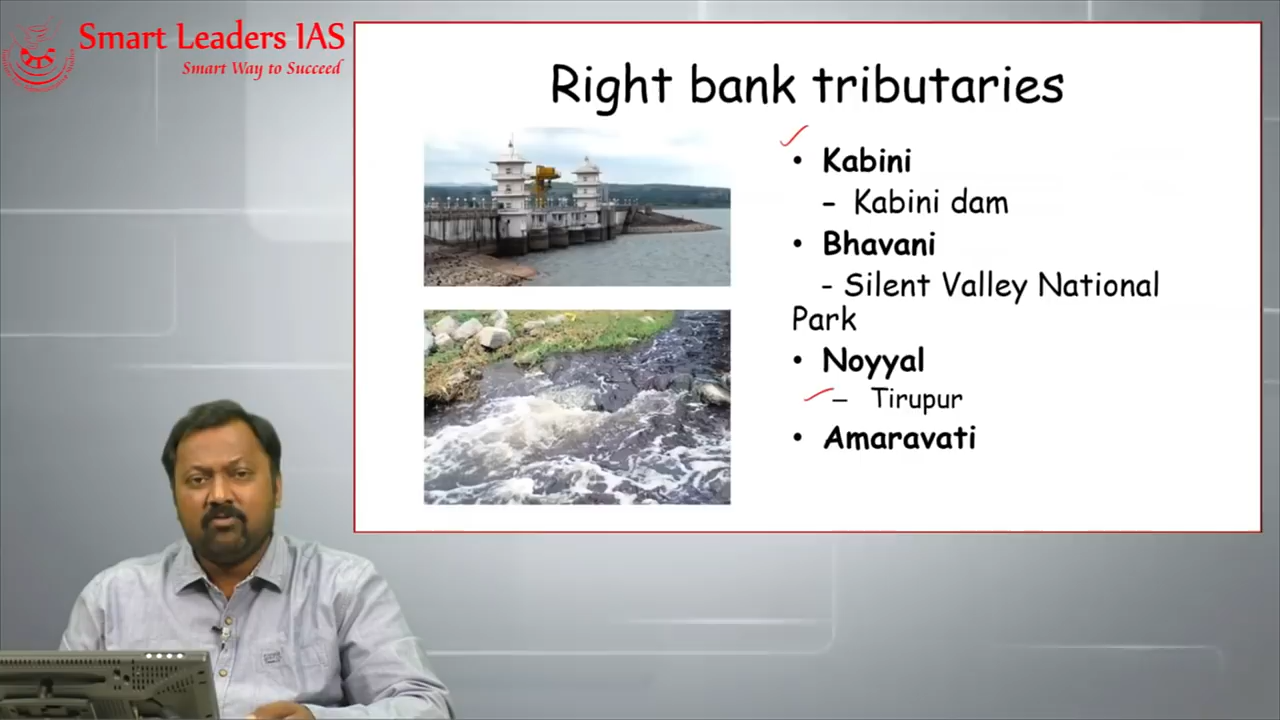 Smart Leaders IAS
Smart Way to Succeed
Right bank tributaries
• Kabini
– Kabini dam
• Bhavani
- Silent Valley National
Park
• Noyyal
– Tirupur
• Amaravati